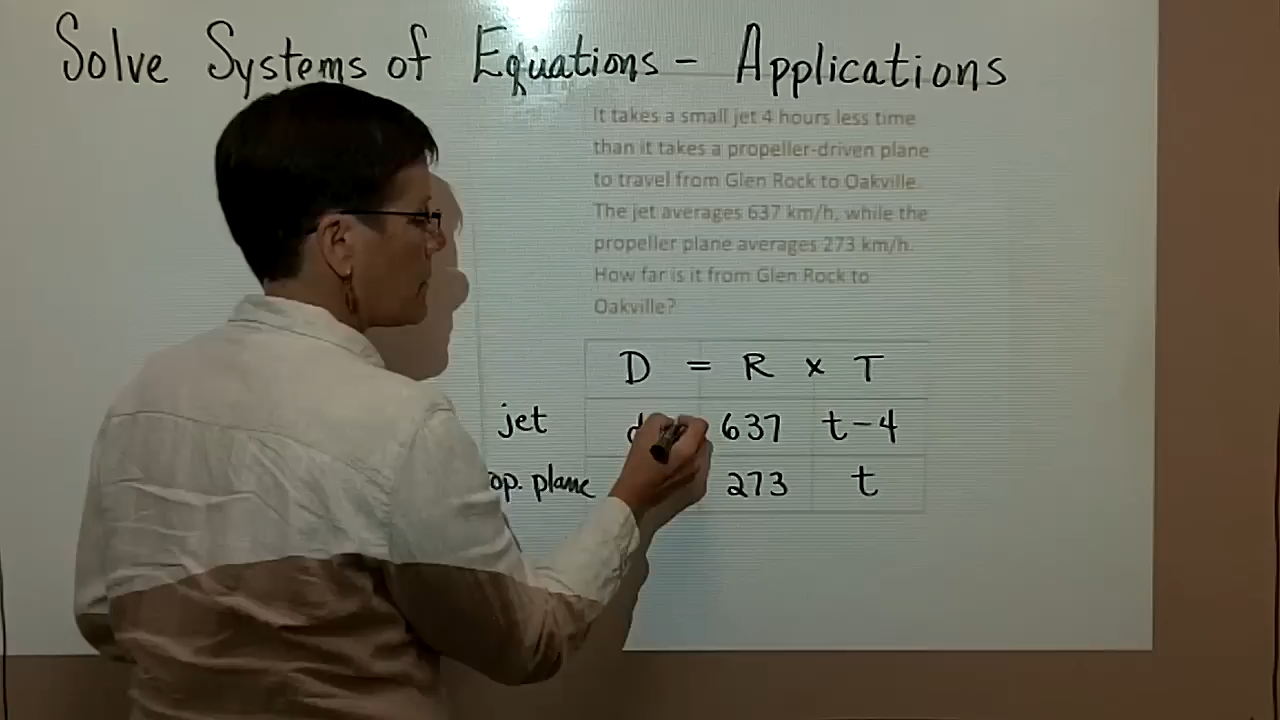 Solve Systems of Equations - Applications
It takes a small jet 4 hours less time
than it takes a propeller-driven plane
to travel from Glen Rock to Oakville.
The jet averages 637 km/h, while the
propeller plane averages 273 km/h.
How far is it from Glen Rock to
Oakville?
D = R x T
jet d 637 t-4
op. plane 273 t